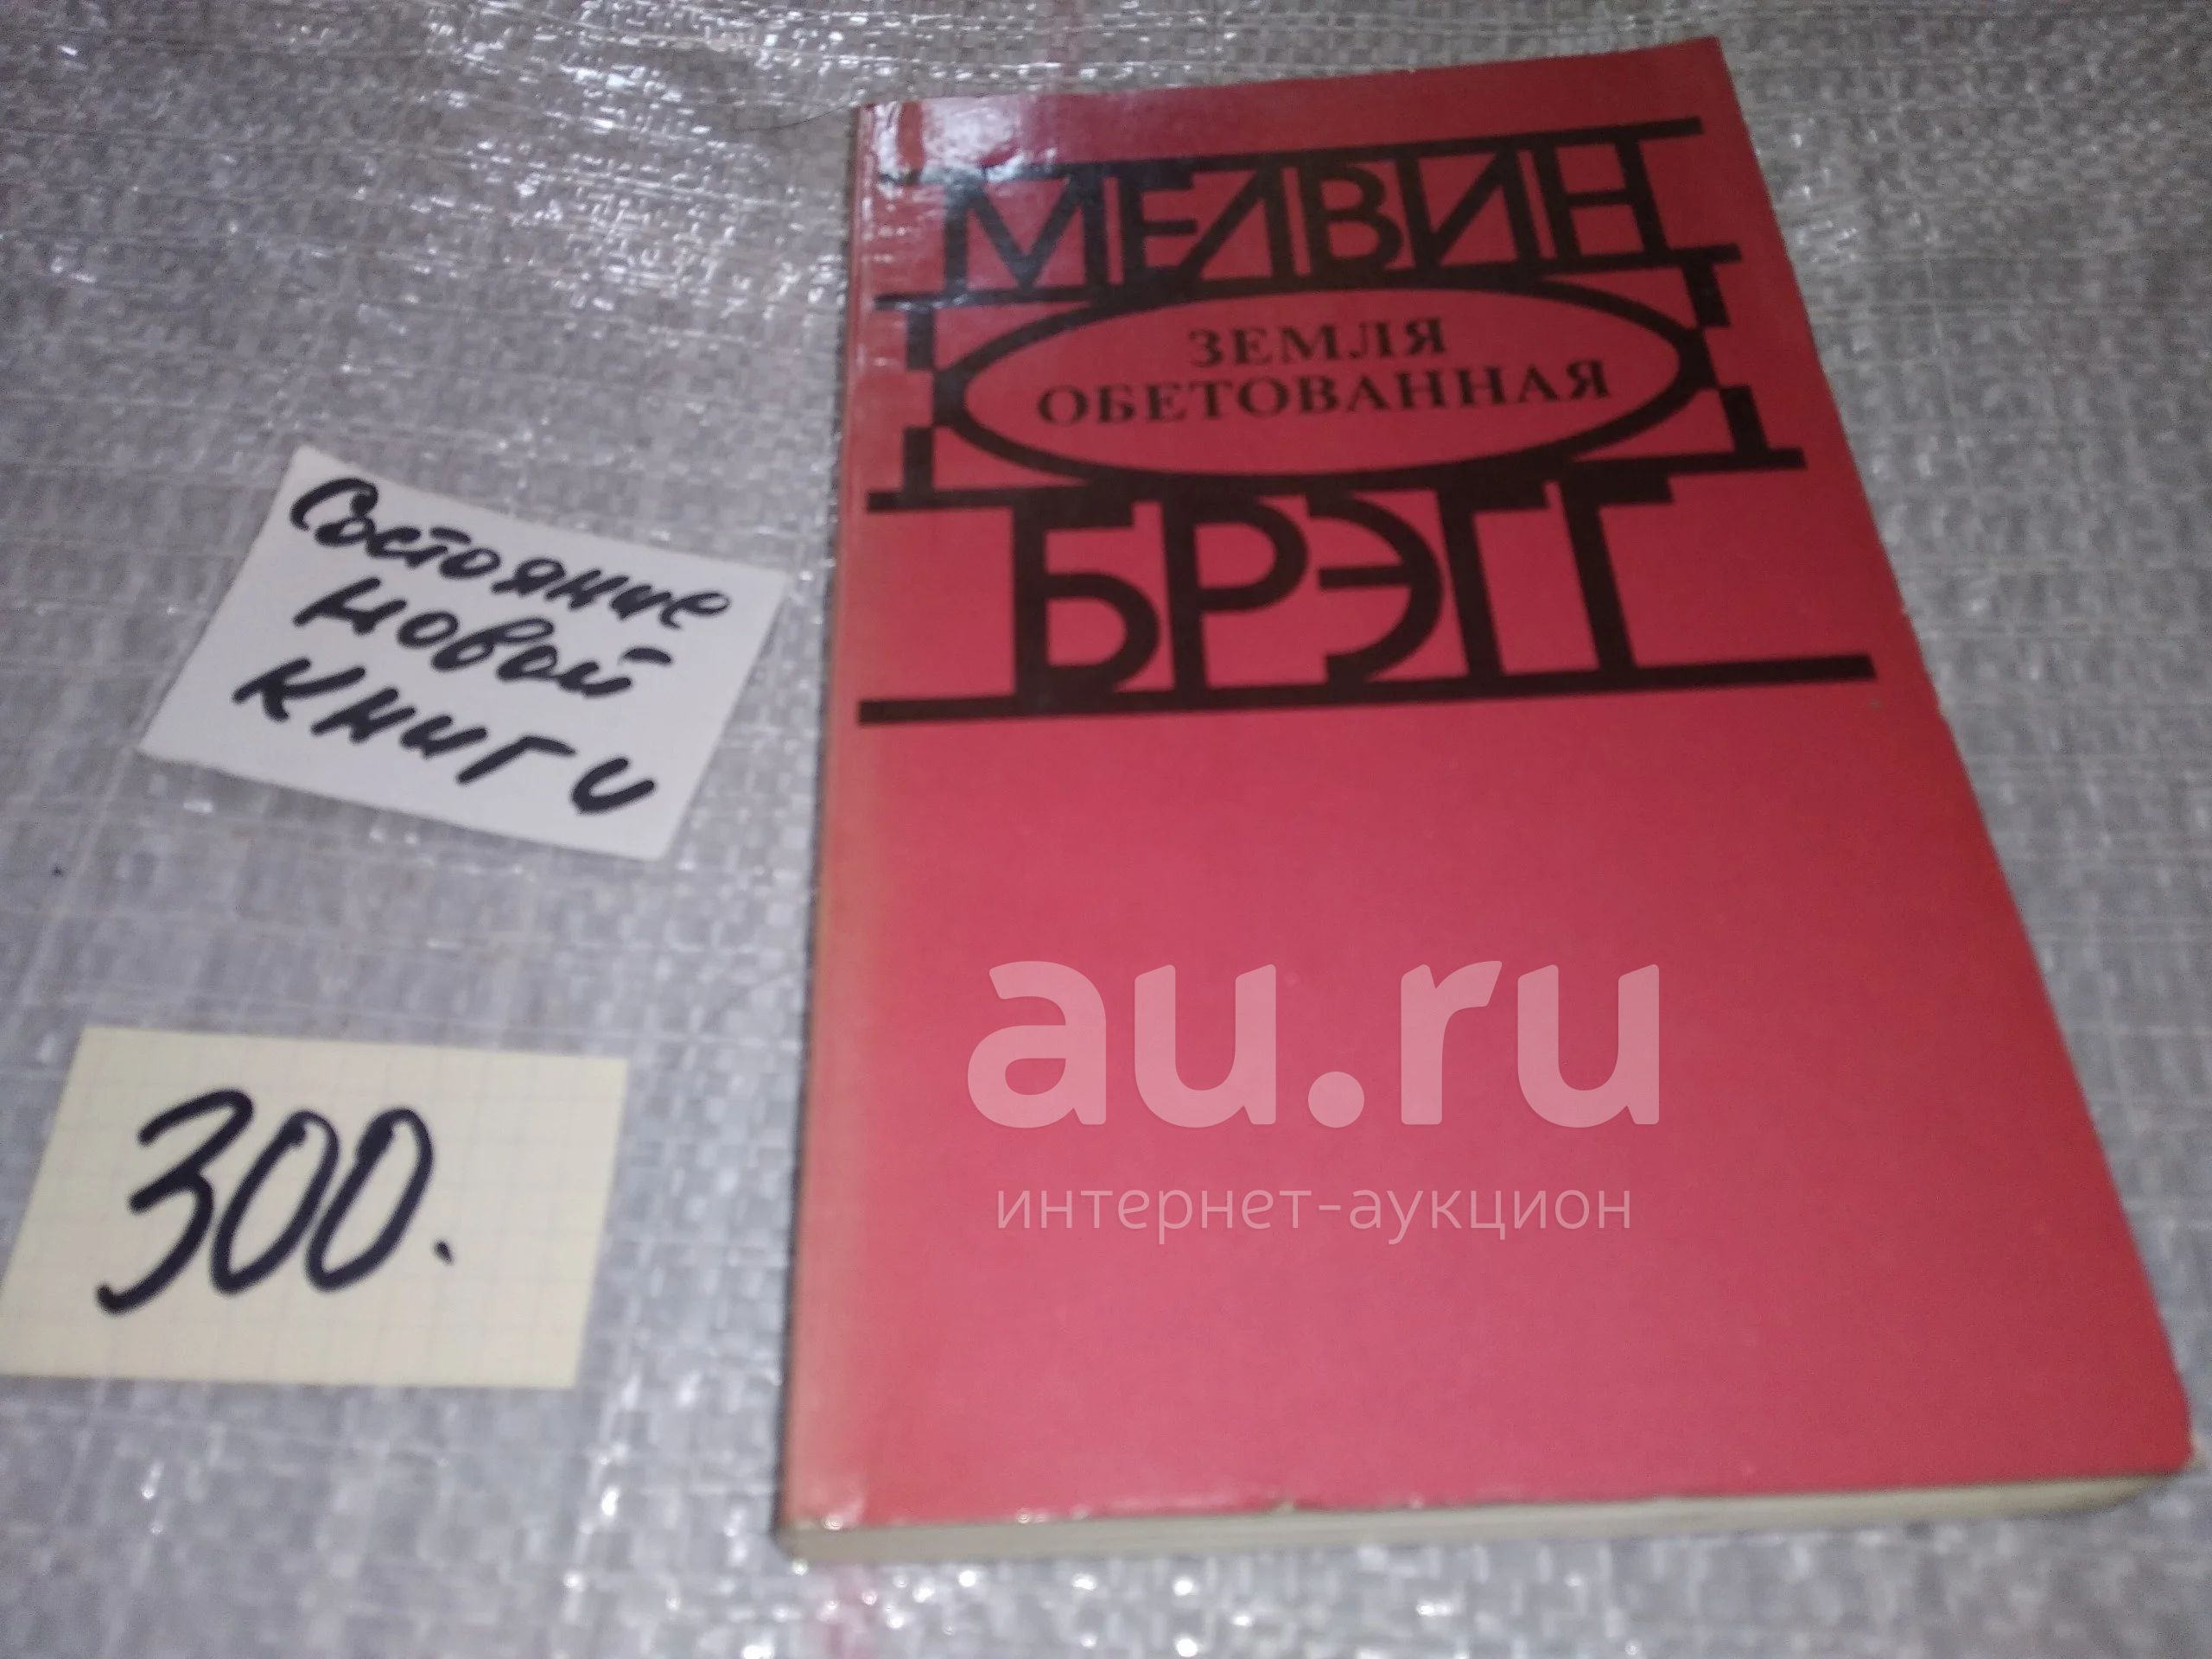 МЕЛВИН
ЗЕМЛЯ
ОБЕТОВАННАЯ
БРЭГГ
Состояние
новой
книги
300.
au.ru
интернет-аукцион